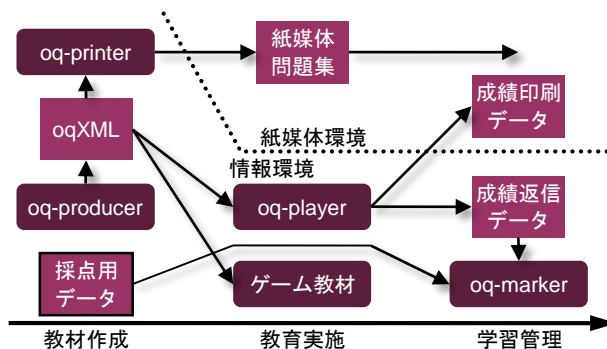 oq-printer
紙媒体
問題集
成績印刷
データ
oqXML
紙媒体環境
情報環境
oq-producer
oq-player
成績返信
データ
採点用
データ
ゲーム教材
oq-marker
教材作成
教育実施
学習管理